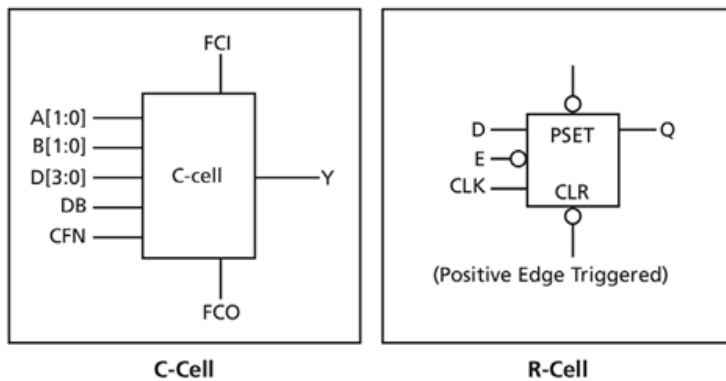 FCI
A[1:0]
B[1:0]
D[3:0]
DB
CFN
C-cell
Y
FCO
C-Cell
D
E
CLK
PSET
CLR
Q
(Positive Edge Triggered)
R-Cell